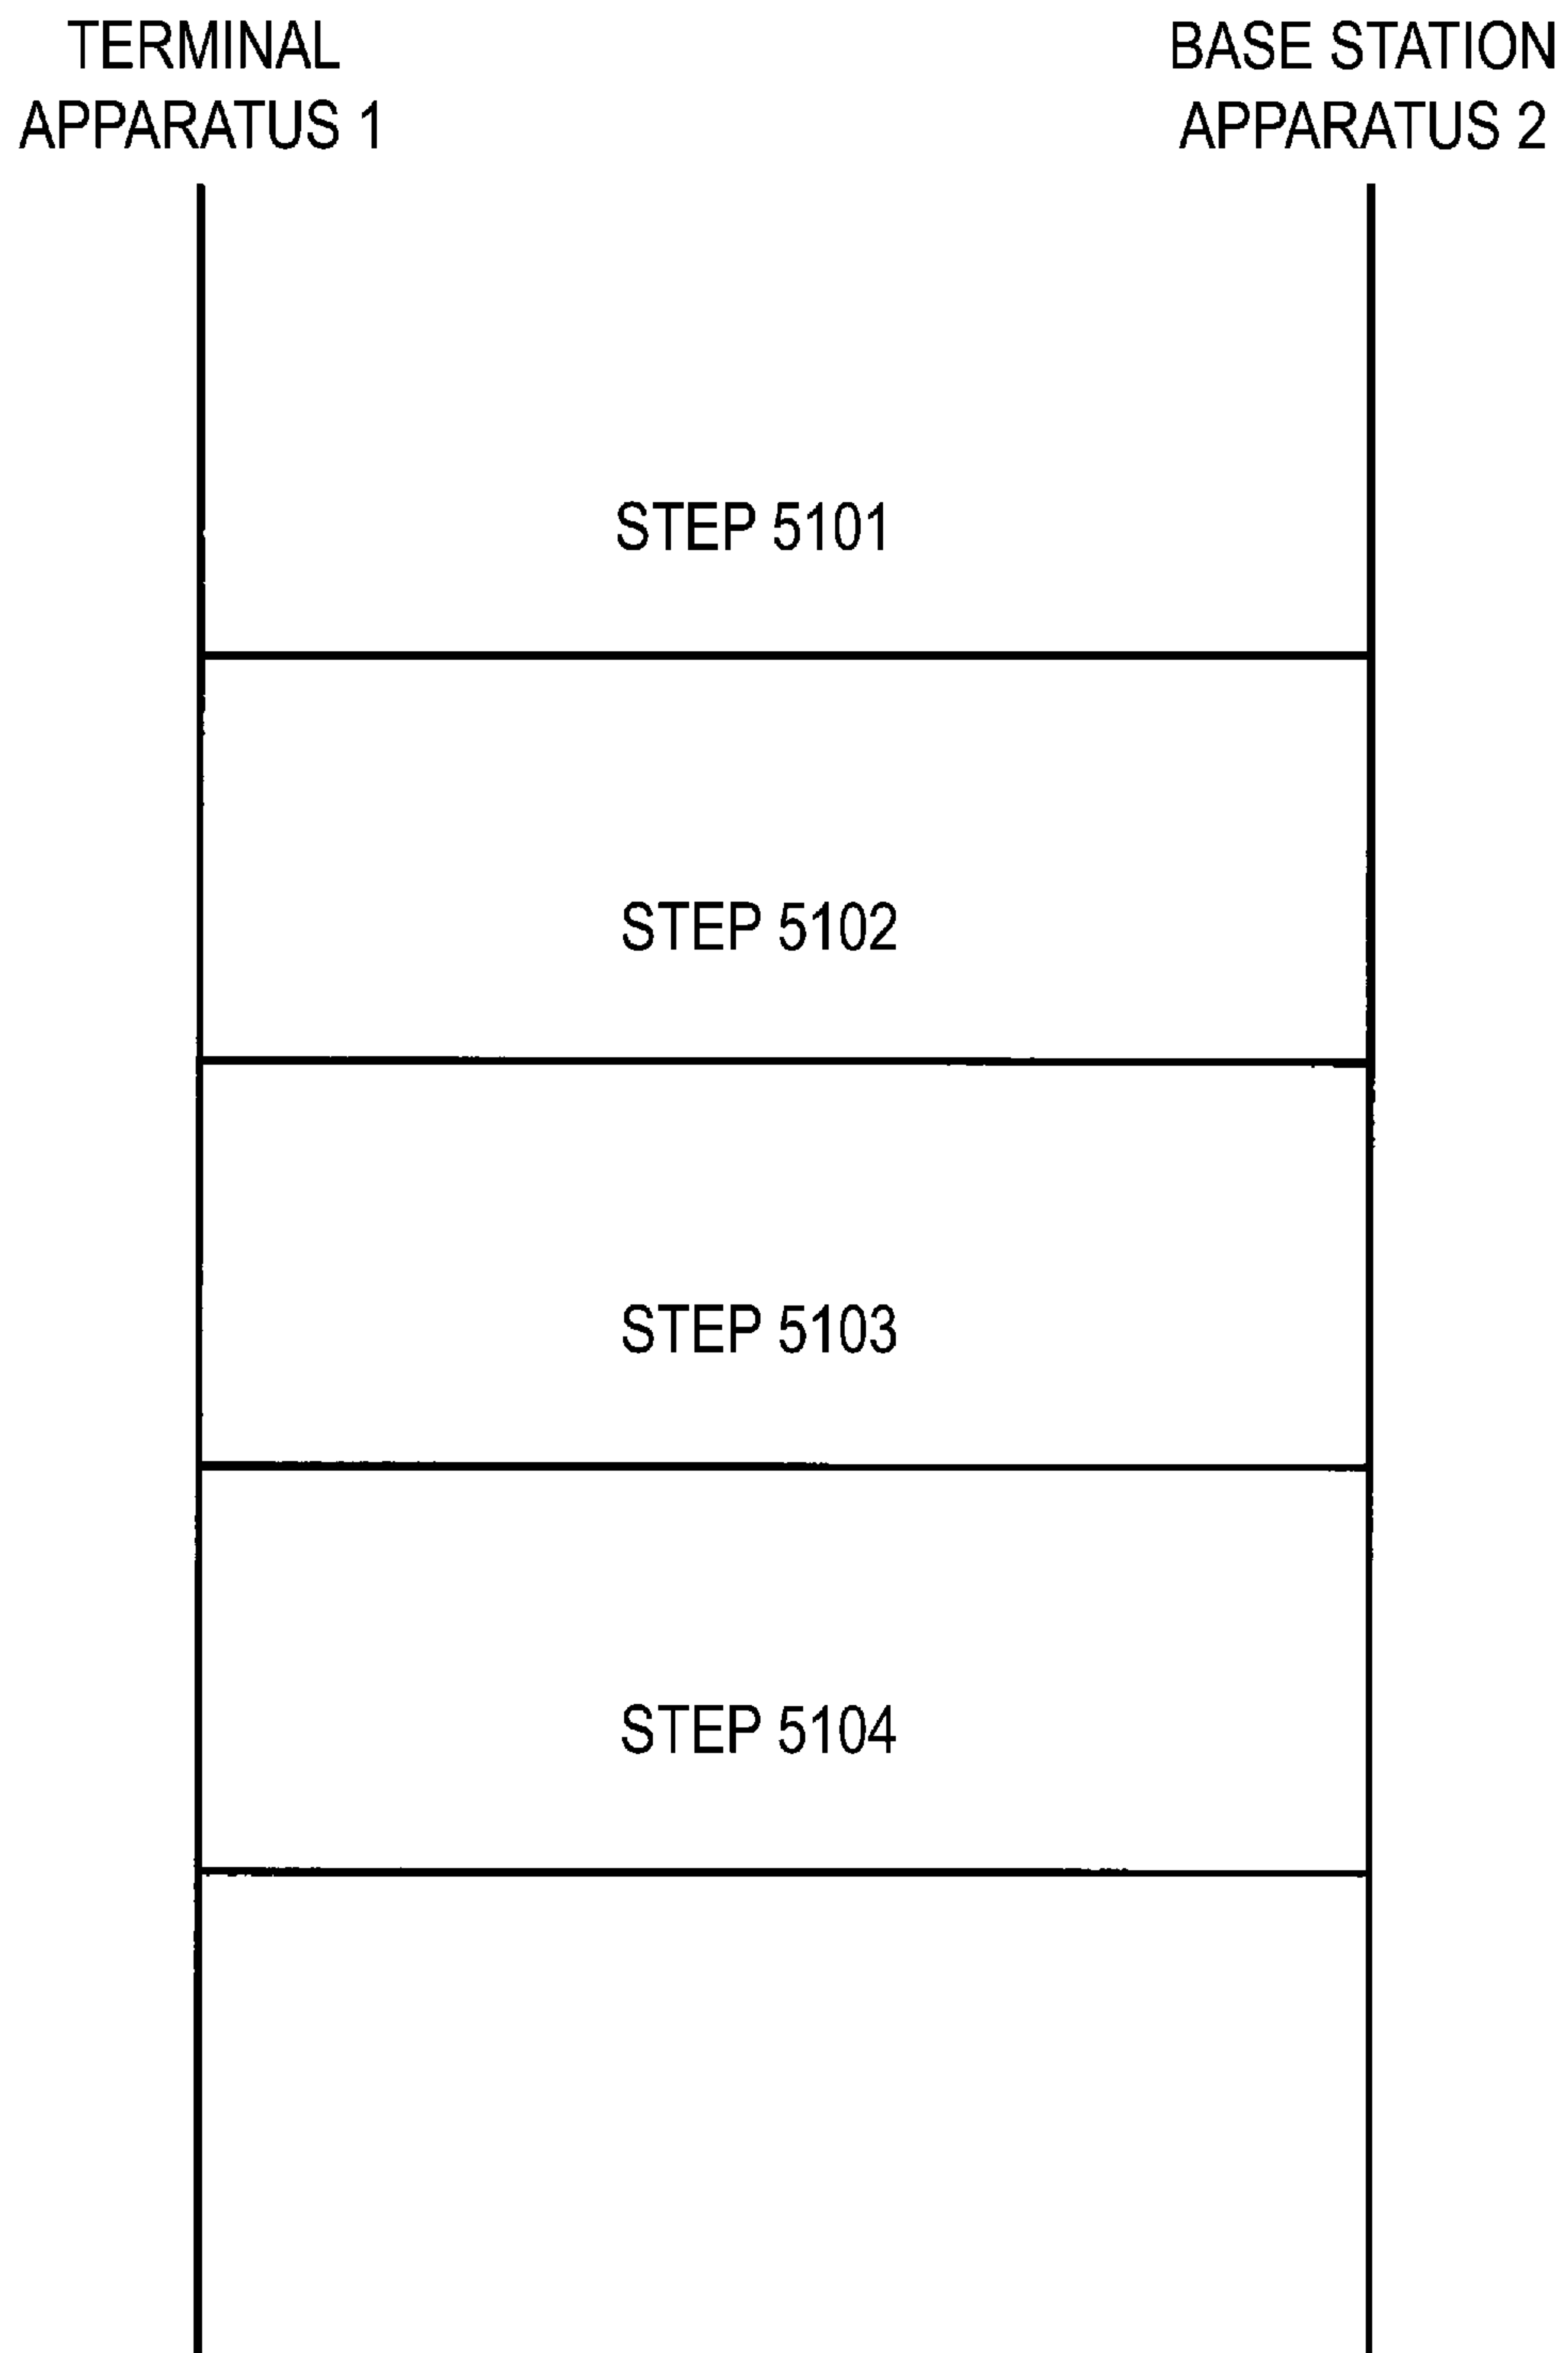 TERMINAL
APPARATUS 1
BASE STATION
APPARATUS 2
STEP 5101
STEP 5102
STEP 5103
STEP 5104